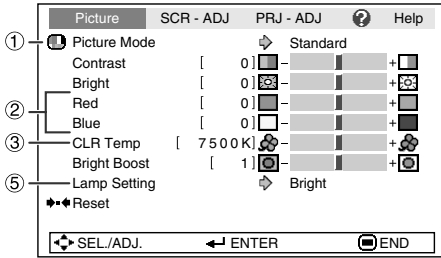 Picture SCR - ADJ PRJ - ADJ ? Help
① Picture Mode Standard
Contrast [ 0] - +
Bright [ 0] - +
② Red [ 0] - +
Blue [ 0] - +
③ CLR Temp [ 7500K] - +
Bright Boost [ 1] - +
⑤ Lamp Setting Bright
Reset
SEL./ADJ. ENTER END